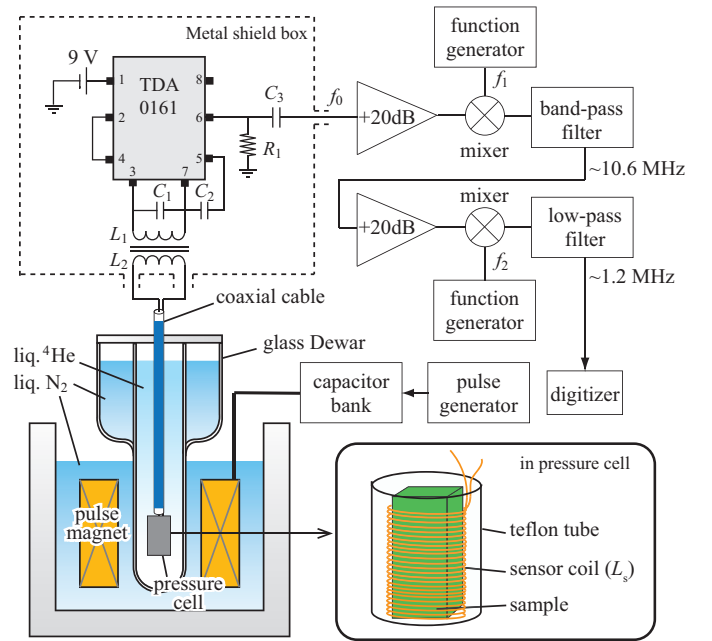 Metal shield box
9 V
TDA
0161
1
2
4
3
7
8
6
5
C₁
C₂
C₃
R₁
L₁
L₂
f₀
+20dB
function
generator
f₁
mixer
band-pass
filter
~10.6 MHz
+20dB
mixer
f₂
function
generator
low-pass
filter
~1.2 MHz
digitizer
coaxial cable
glass Dewar
liq. ⁴He
liq. N₂
capacitor
bank
pulse
generator
pulse
magnet
pressure
cell
in pressure cell
teflon tube
sensor coil (Lₛ)
sample